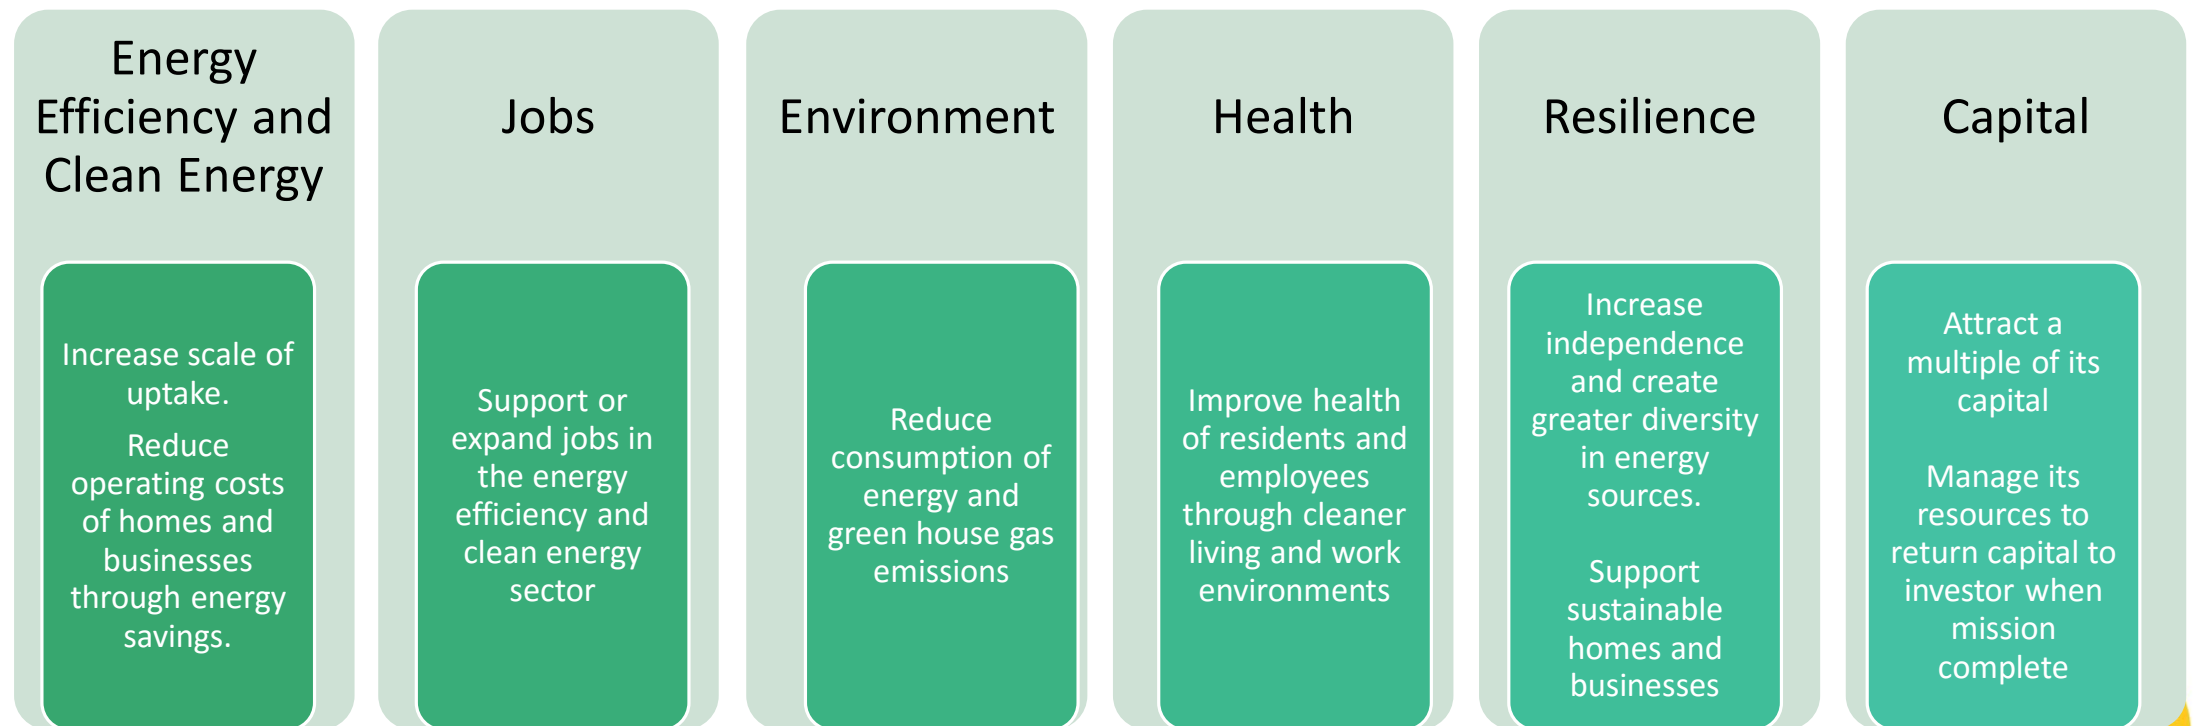 Energy
Efficiency and
Clean Energy
Increase scale of
uptake.
Reduce
operating costs
of homes and
businesses
through energy
savings.
Jobs
Support or
expand jobs in
the energy
efficiency and
clean energy
sector
Environment
Reduce
consumption of
energy and
green house gas
emissions
Health
Improve health
of residents and
employees
through cleaner
living and work
environments
Resilience
Increase
independence
and create
greater diversity
in energy
sources.
Support
sustainable
homes and
businesses
Capital
Attract a
multiple of its
capital
Manage its
resources to
return capital to
investor when
mission
complete